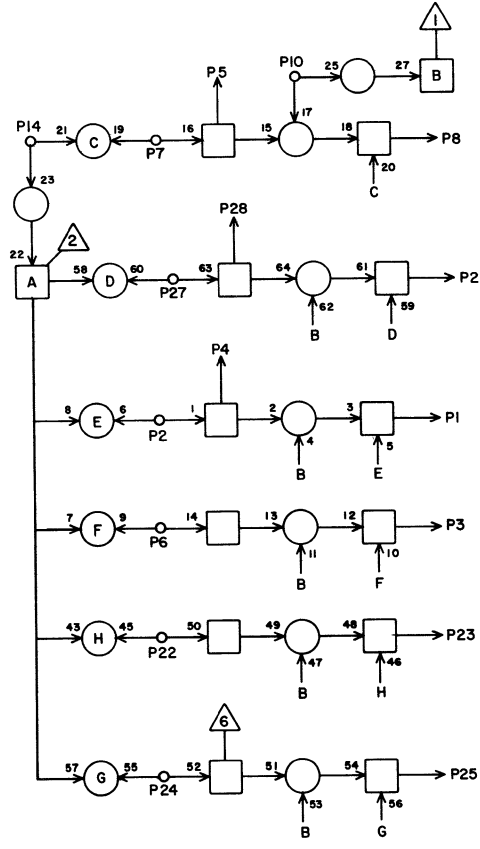 1
P5 P10 25 27 B
P14 21 C 19 P7 16 15 17 18 P8
20
C
23
22 A 2
P28
58 D 60 P27 63 64 62 61 59 P2
B D
P4
8 E 6 P2 1 2 4 3 5 P1
B E
7 F 9 P6 14 13 11 12 10 P3
B F
43 H 45 P22 50 49 47 48 46 P23
B H
6
57 G 55 P24 52 51 53 54 56 P25
B G